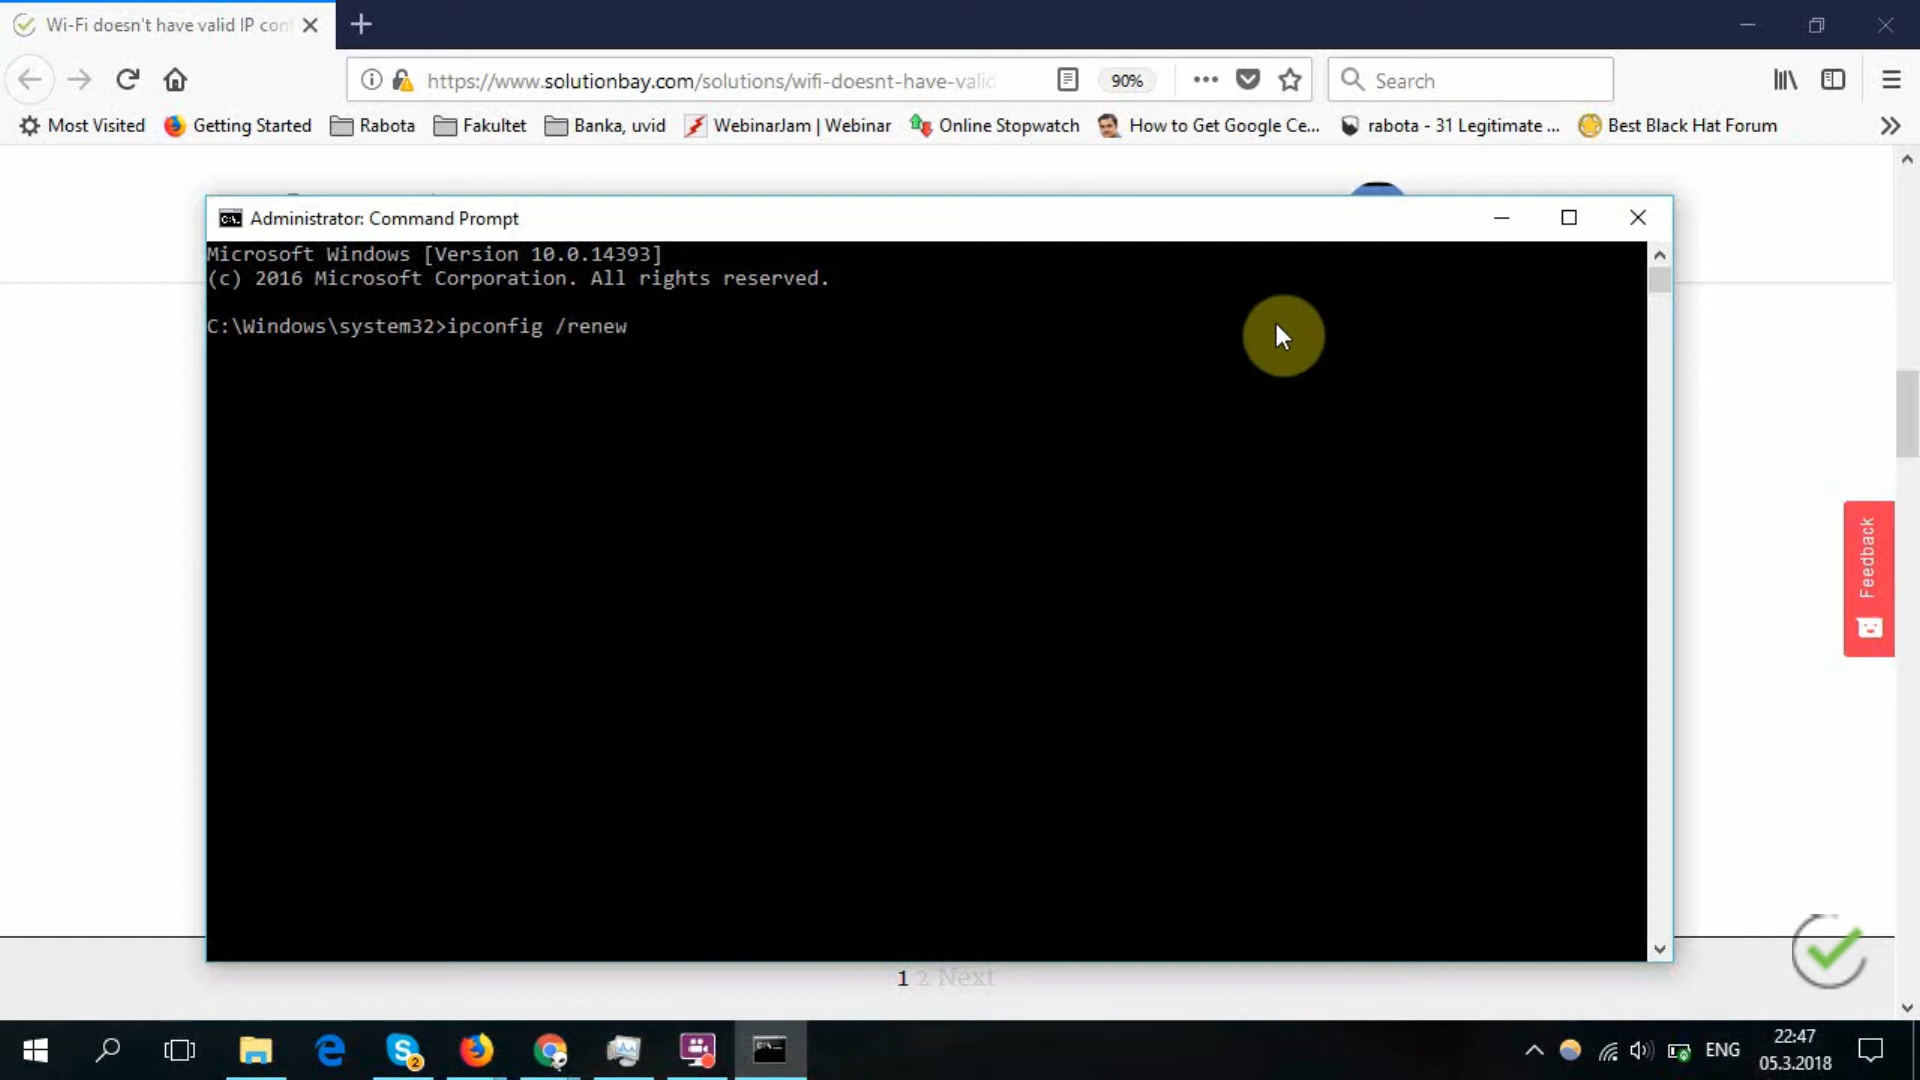 Wi-Fi doesn't have valid IP con
https://www.solutionbay.com/solutions/wifi-doesnt-have-valid
90%
Search
Most Visited
Getting Started
Rabota
Fakultet
Banka, uvid
WebinarJam | Webinar
Online Stopwatch
How to Get Google Ce...
rabota - 31 Legitimate ...
Best Black Hat Forum
Administrator: Command Prompt
Microsoft Windows [Version 10.0.14393]
(c) 2016 Microsoft Corporation. All rights reserved.
C:\Windows\system32>ipconfig /renew
Feedback
1 2 Next
2
ENG
22:47
05.3.2018